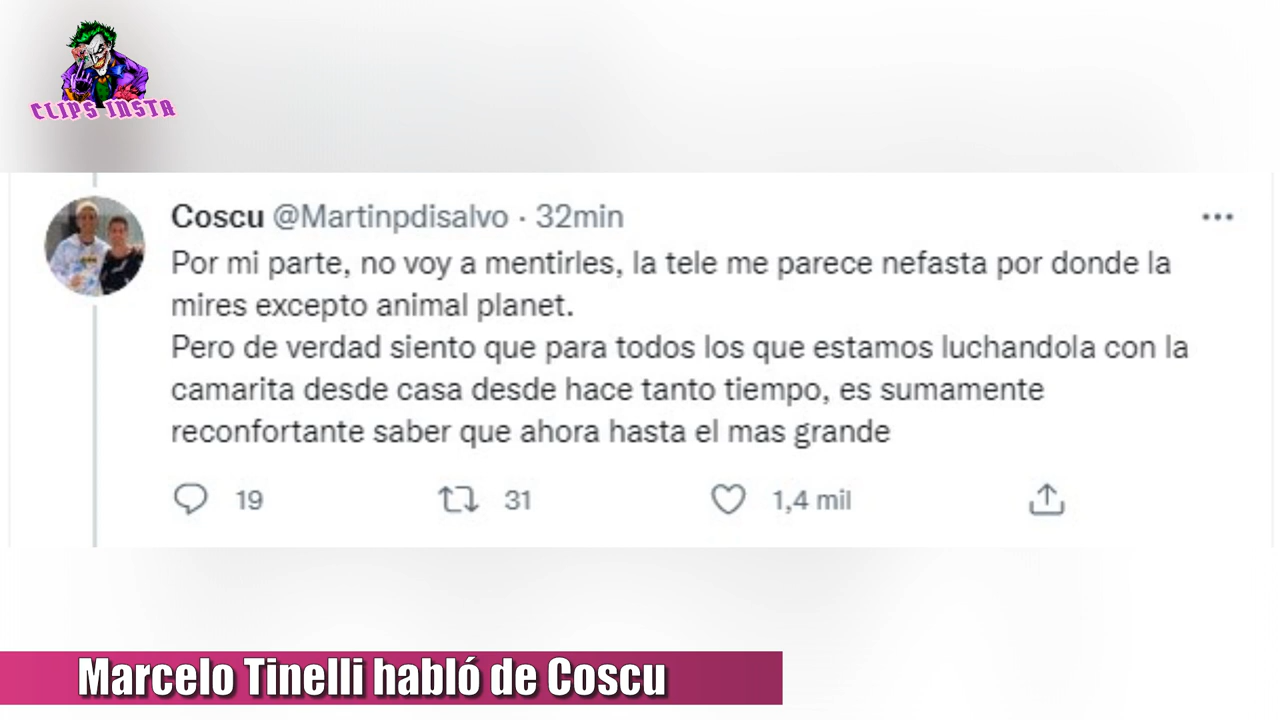 CLIPS INSTA
Coscu @Martinpdisalvo · 32min
Por mi parte, no voy a mentirles, la tele me parece nefasta por donde la
mires excepto animal planet.
Pero de verdad siento que para todos los que estamos luchandola con la
camarita desde casa desde hace tanto tiempo, es sumamente
reconfortante saber que ahora hasta el mas grande
19 31 1,4 mil
Marcelo Tinelli habló de Coscu